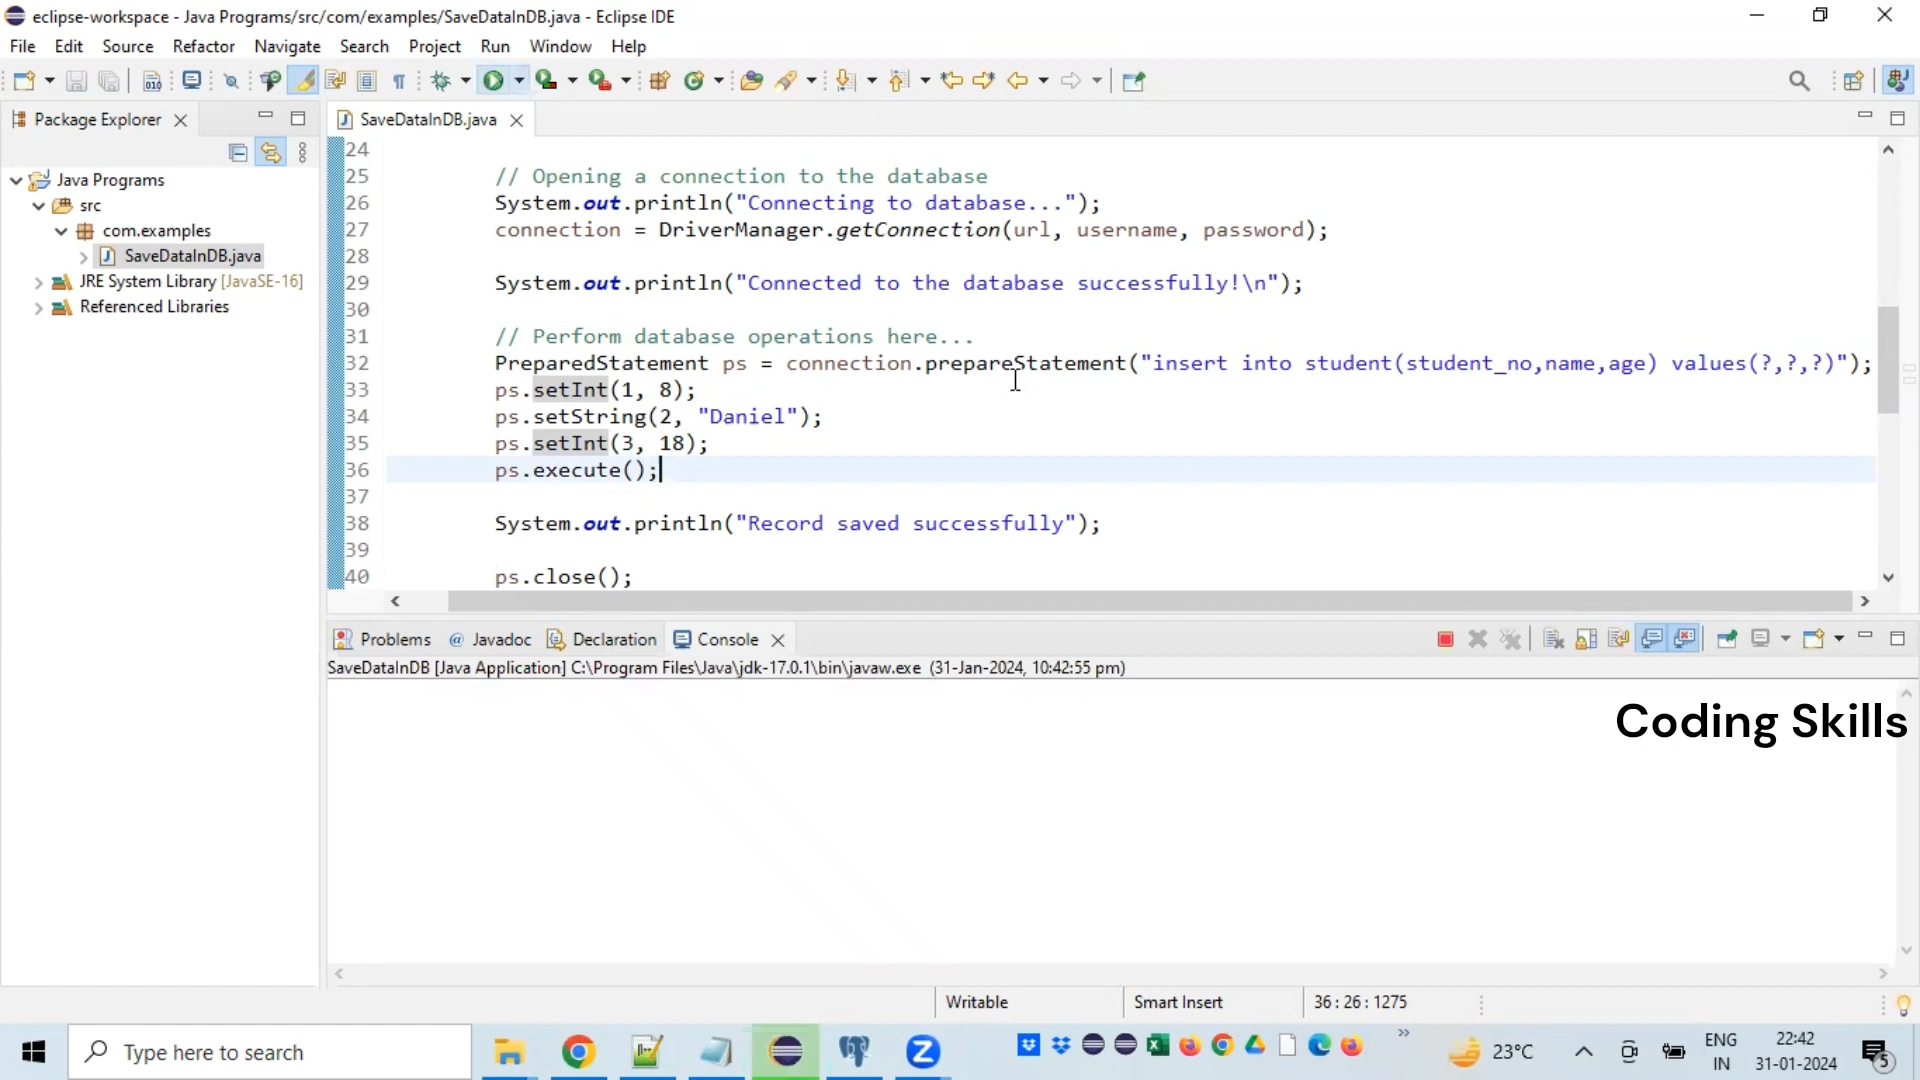 eclipse-workspace - Java Programs/src/com/examples/SaveDataInDB.java - Eclipse IDE
File Edit Source Refactor Navigate Search Project Run Window Help
Package Explorer
Java Programs
src
com.examples
SaveDataInDB.java
JRE System Library [JavaSE-16]
Referenced Libraries
SaveDataInDB.java
24
25 // Opening a connection to the database
26 System.out.println("Connecting to database...");
27 connection = DriverManager.getConnection(url, username, password);
28
29 System.out.println("Connected to the database successfully!\n");
30
31 // Perform database operations here...
32 PreparedStatement ps = connection.prepareStatement("insert into student(student_no,name,age) values(?,?,?)");
33 ps.setInt(1, 8);
34 ps.setString(2, "Daniel");
35 ps.setInt(3, 18);
36 ps.execute();
37
38 System.out.println("Record saved successfully");
39
40 ps.close();
Problems @ Javadoc Declaration Console
SaveDataInDB [Java Application] C:\Program Files\Java\jdk-17.0.1\bin\javaw.exe (31-Jan-2024, 10:42:55 pm)
Coding Skills
Writable Smart Insert 36 : 26 : 1275
Type here to search
23°C
ENG
IN
22:42
31-01-2024
5